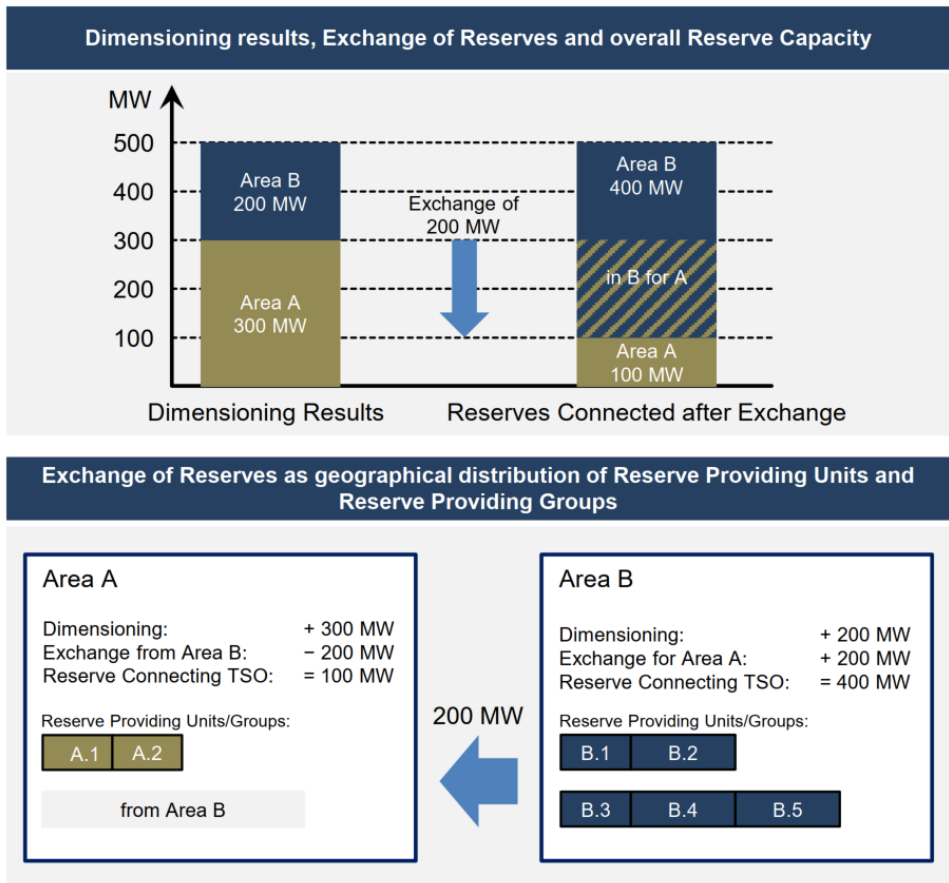 Dimensioning results, Exchange of Reserves and overall Reserve Capacity
MW
500
400
300
200
100
Area B
200 MW
Area A
300 MW
Exchange of
200 MW
Area B
400 MW
in B for A
Area A
100 MW
Dimensioning Results
Reserves Connected after Exchange
Exchange of Reserves as geographical distribution of Reserve Providing Units and
Reserve Providing Groups
Area A
Dimensioning: + 300 MW
Exchange from Area B: − 200 MW
Reserve Connecting TSO: = 100 MW
Reserve Providing Units/Groups:
A.1 A.2
from Area B
200 MW
Area B
Dimensioning: + 200 MW
Exchange for Area A: + 200 MW
Reserve Connecting TSO: = 400 MW
Reserve Providing Units/Groups:
B.1 B.2
B.3 B.4 B.5